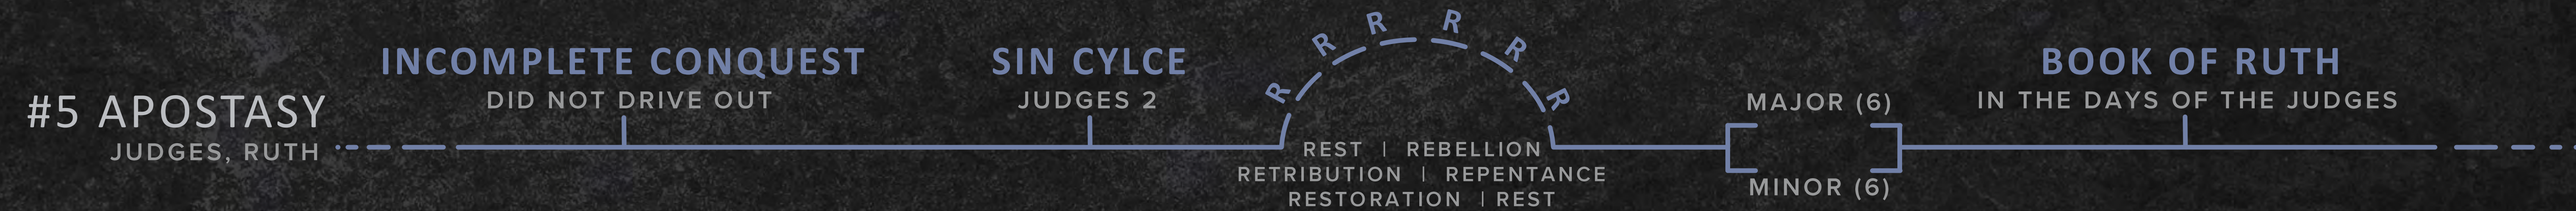 #5 APOSTASY
JUDGES, RUTH
INCOMPLETE CONQUEST
DID NOT DRIVE OUT
SIN CYLCE
JUDGES 2
R R R R R R
REST | REBELLION
RETRIBUTION | REPENTANCE
RESTORATION | REST
MAJOR (6)
MINOR (6)
BOOK OF RUTH
IN THE DAYS OF THE JUDGES